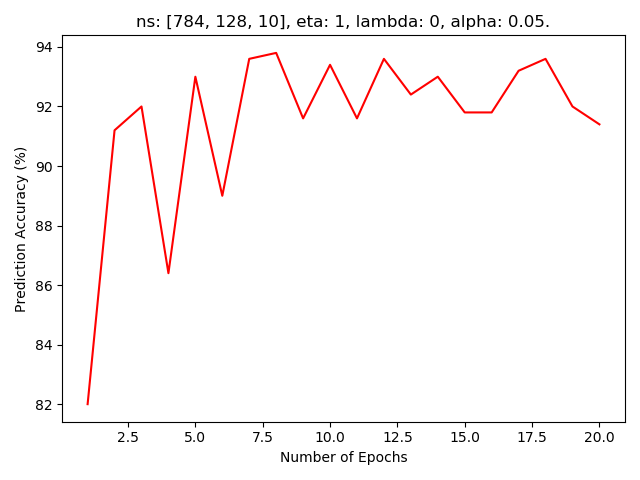 ns: [784, 128, 10], eta: 1, lambda: 0, alpha: 0.05.
Prediction Accuracy (%)
94
92
90
88
86
84
82
2.5 5.0 7.5 10.0 12.5 15.0 17.5 20.0
Number of Epochs